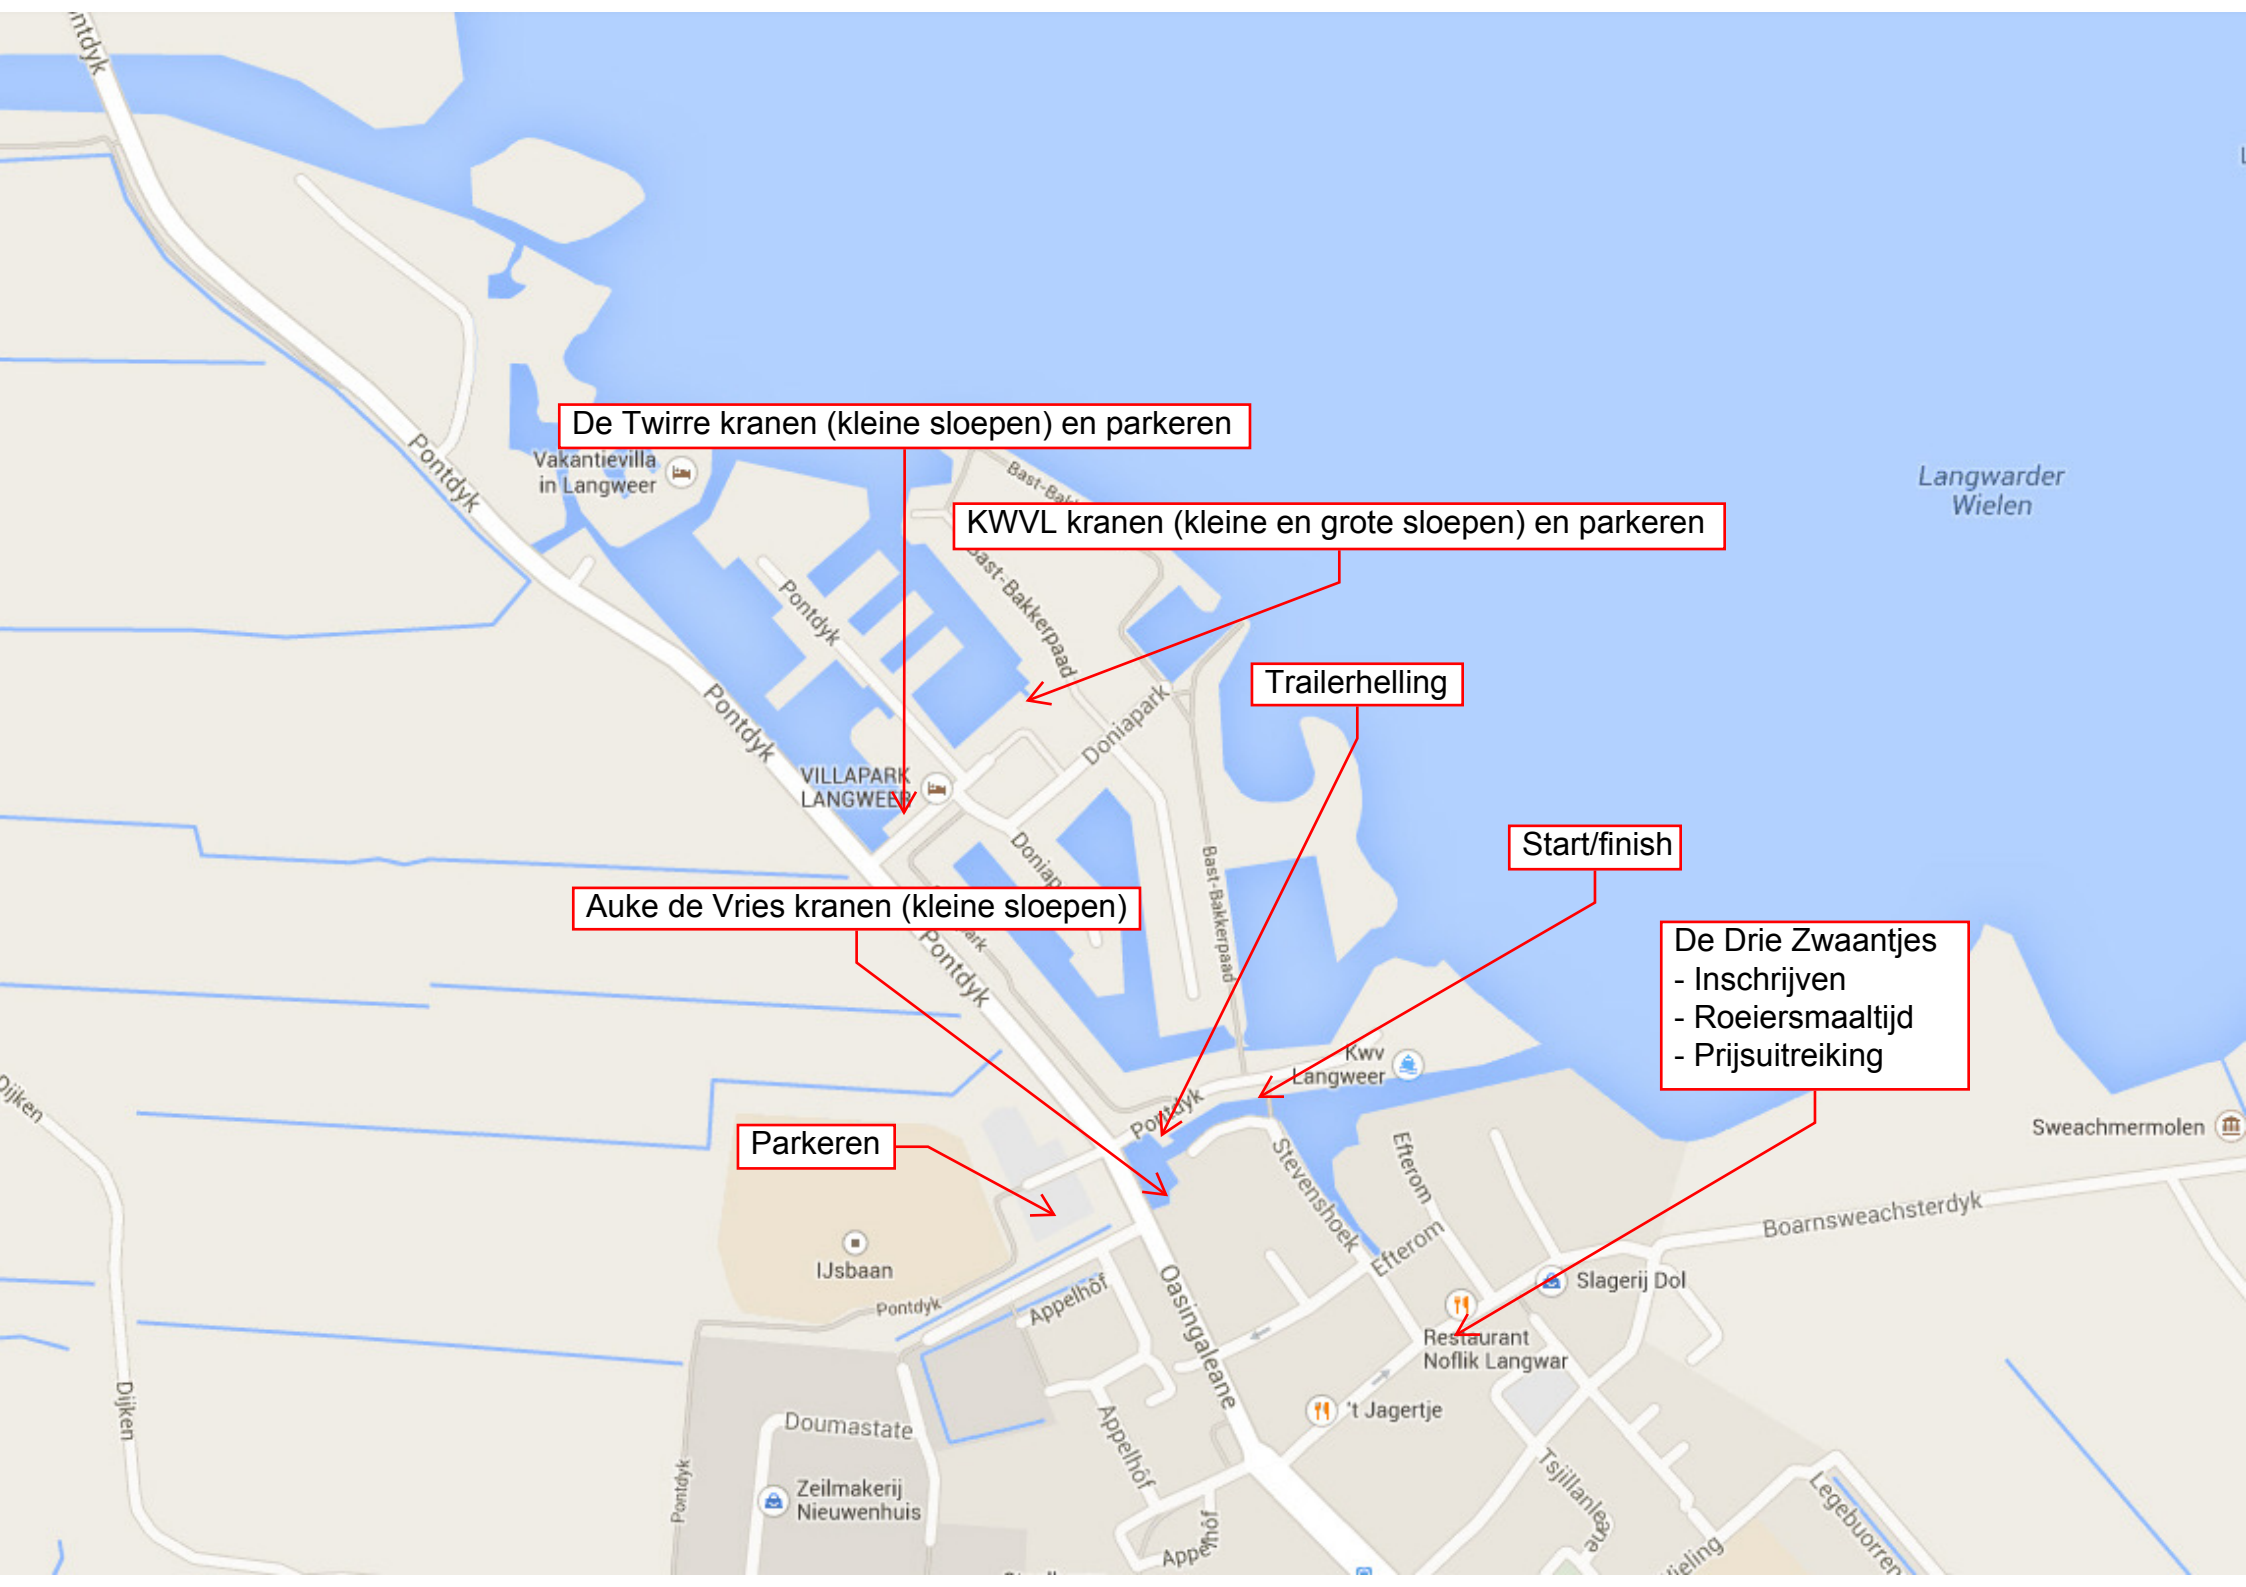 Pontdyk
De Twirre kranen (kleine sloepen) en parkeren
Vakantievilla
in Langweer
Pontdyk
KWVL kranen (kleine en grote sloepen) en parkeren
Langwarder
Wielen
Bast-Bakkerpaad
Pontdyk
Pontdyk
Trailerhelling
Doniapark
VILLAPARK
LANGWEER
Start/finish
Bast-Bakkerpaad
Auke de Vries kranen (kleine sloepen)
Pontdyk
De Drie Zwaantjes
- Inschrijven
- Roeiersmaaltijd
- Prijsuitreiking
Kwv
Langweer
Dijken
Pontdyk
Parkeren
Sweachmermolen
Stevenshoek
Efterom
Efterom
Boarnsweachsterdyk
IJsbaan
Slagerij Dol
Pontdyk
Appelhôf
Oasingaleane
Restaurant
Noflik Langwar
't Jagertje
Dijken
Doumastate
Appelhôf
Pontdyk
Zeilmakerij
Nieuwenhuis
Tsjillanleane
Legebuorren
Appelhôf
Appelhôf